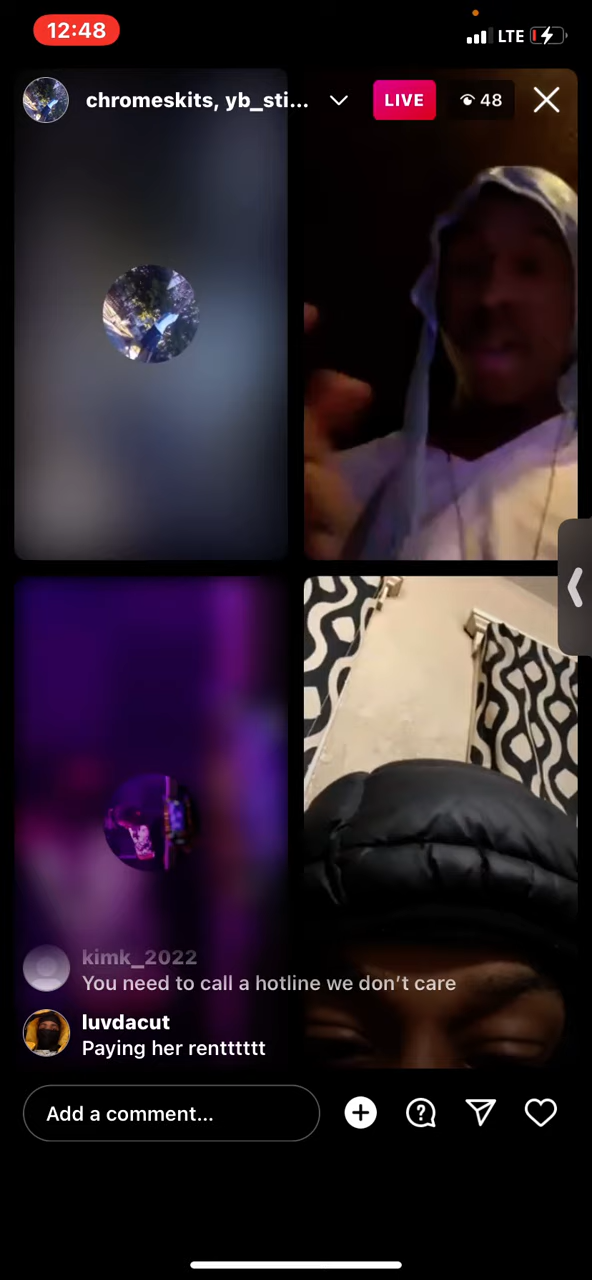 12:48
LTE
chromeskits, yb_sti...
LIVE
48
kimk_2022
You need to call a hotline we don’t care
luvdacut
Paying her rentttttt
Add a comment...